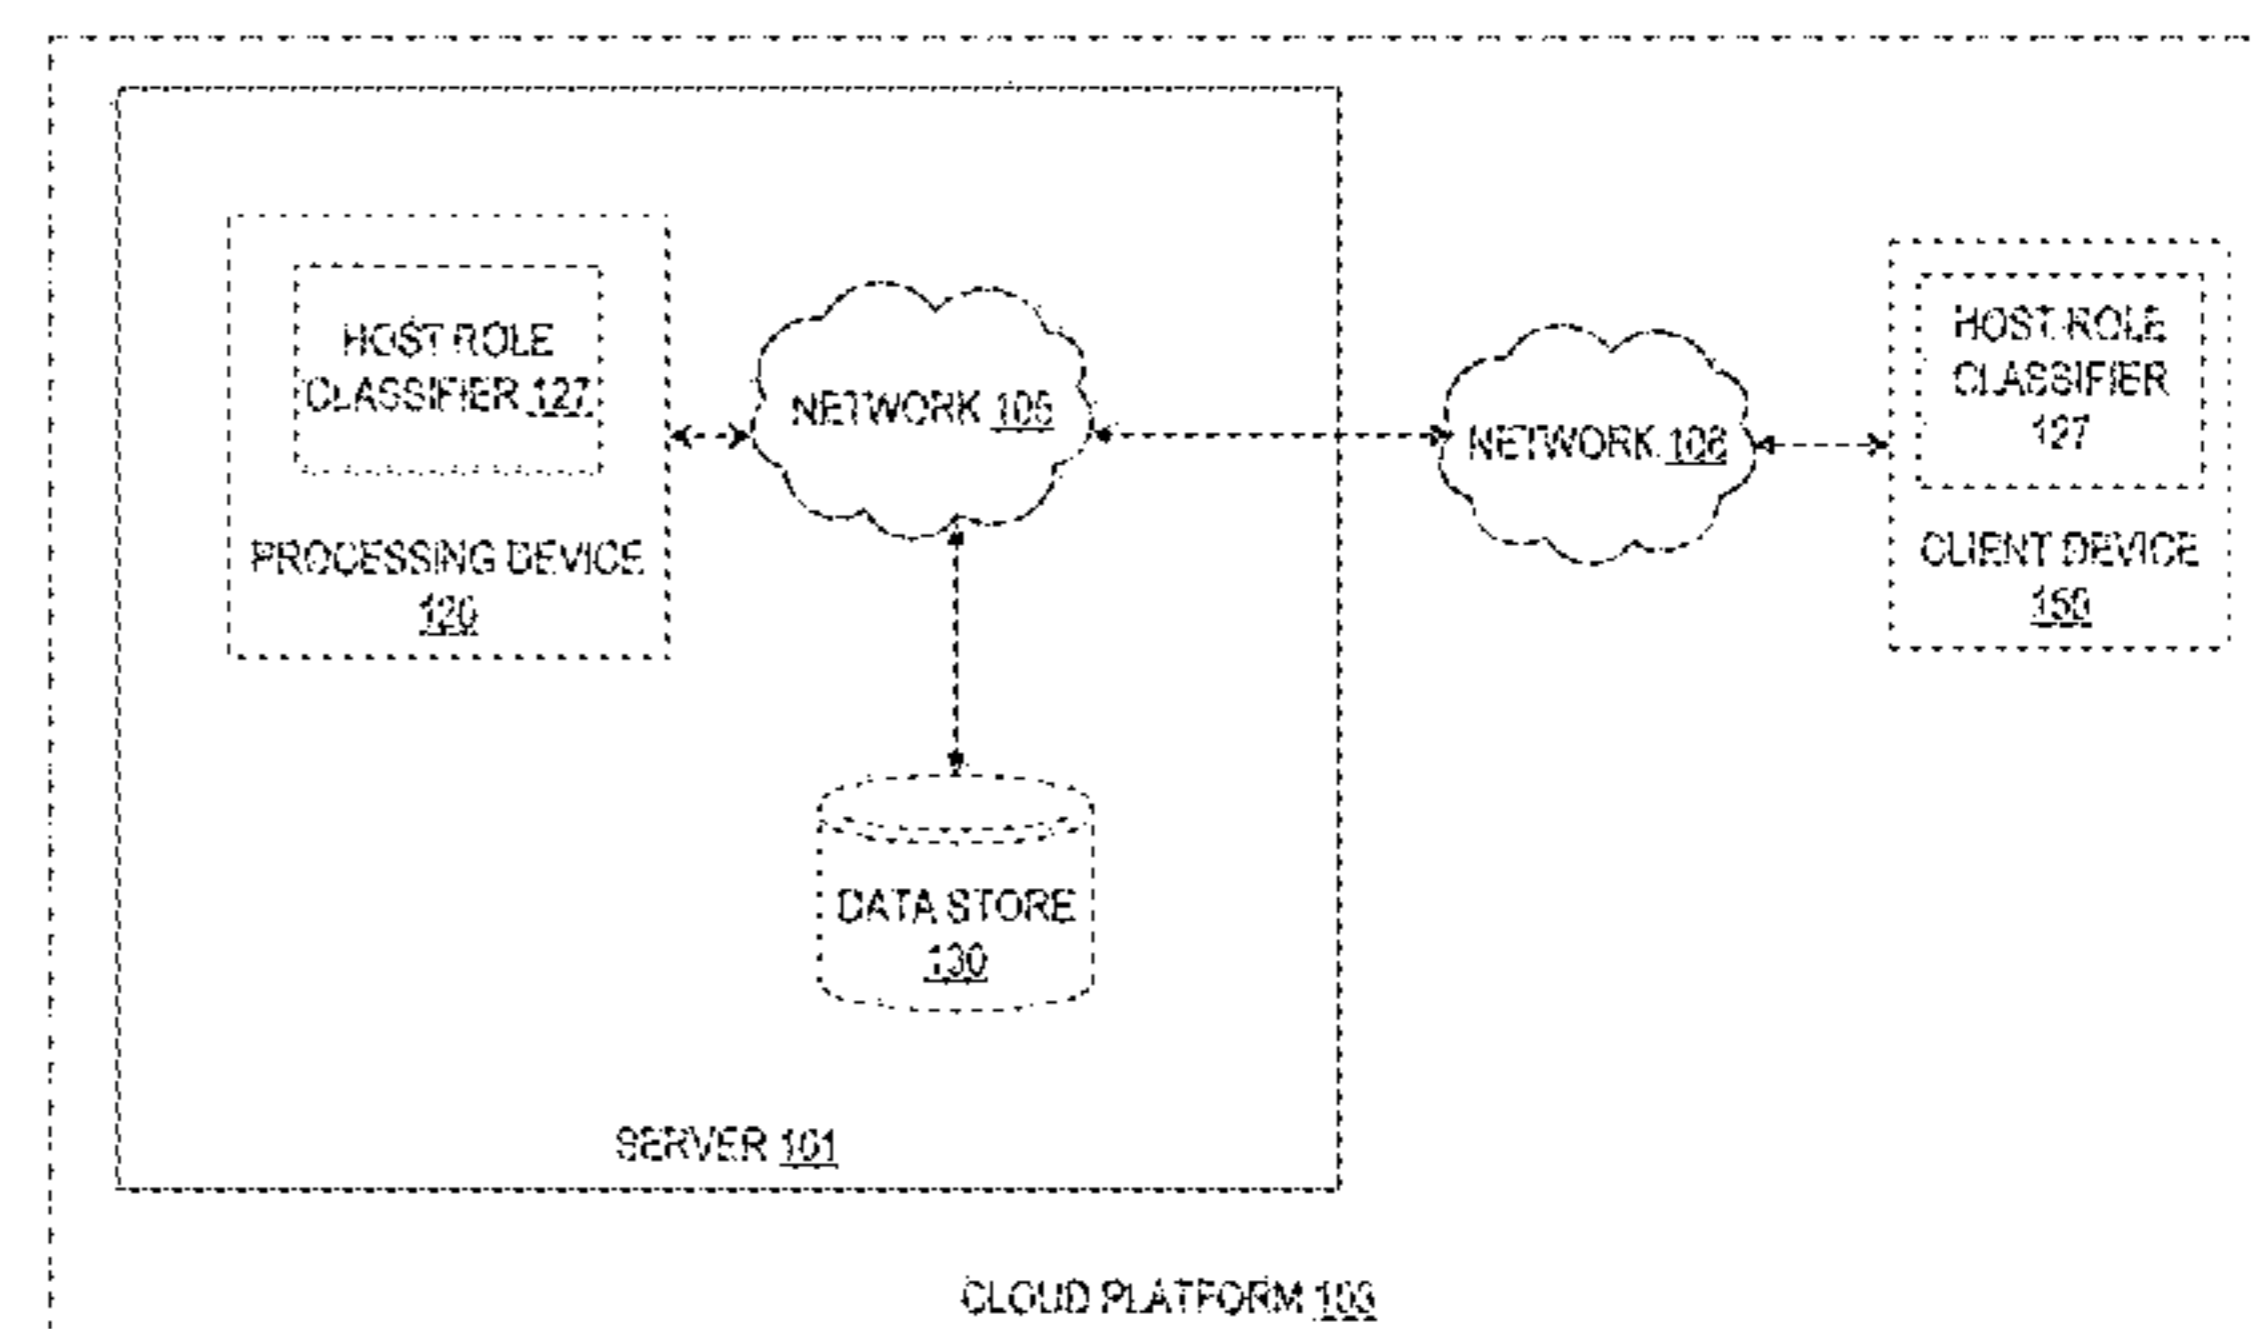 HOST ROLE
CLASSIFIER 127
PROCESSING DEVICE
120
NETWORK 105
DATA STORE
130
SERVER 101
NETWORK 106
HOST ROLE
CLASSIFIER
127
CLIENT DEVICE
150
CLOUD PLATFORM 103